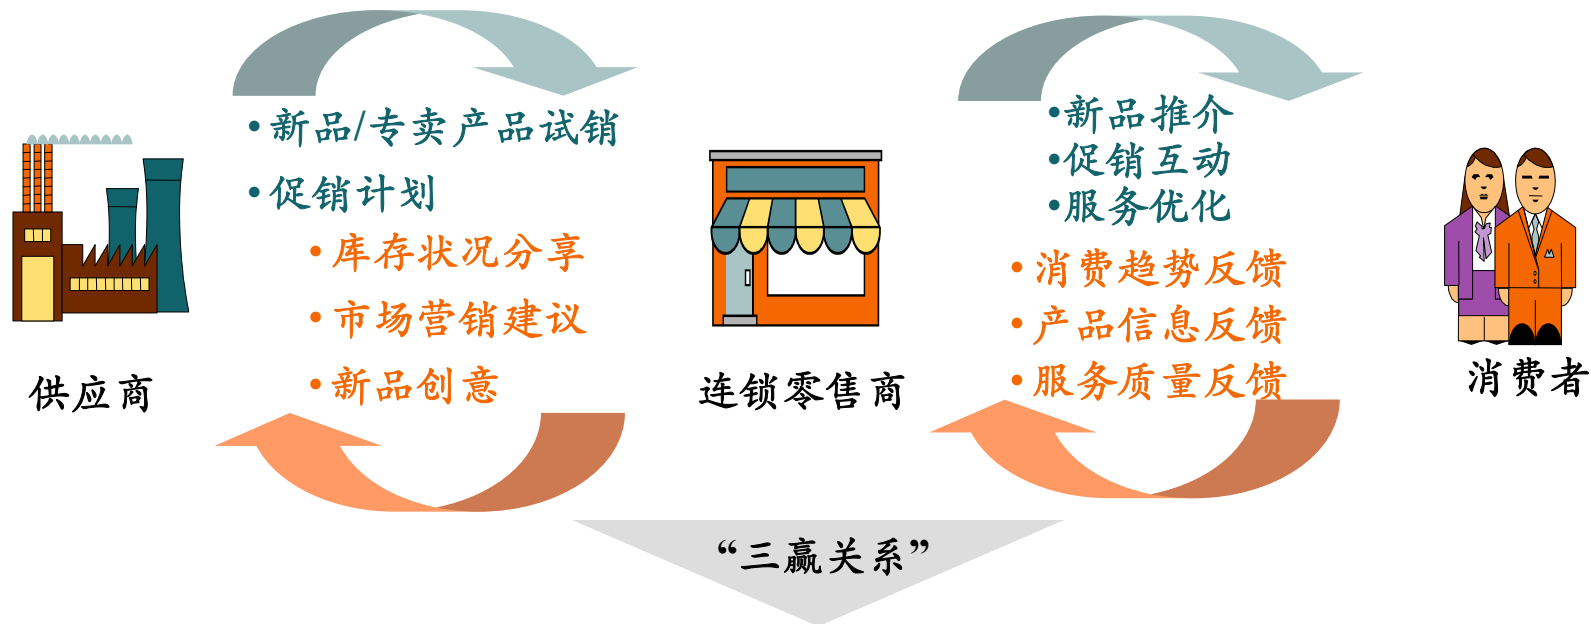 •新品/专卖产品试销
•促销计划
•库存状况分享
•市场营销建议
•新品创意
•新品推介
•促销互动
•服务优化
•消费趋势反馈
•产品信息反馈
•服务质量反馈
供应商
连锁零售商
消费者
“三赢关系”